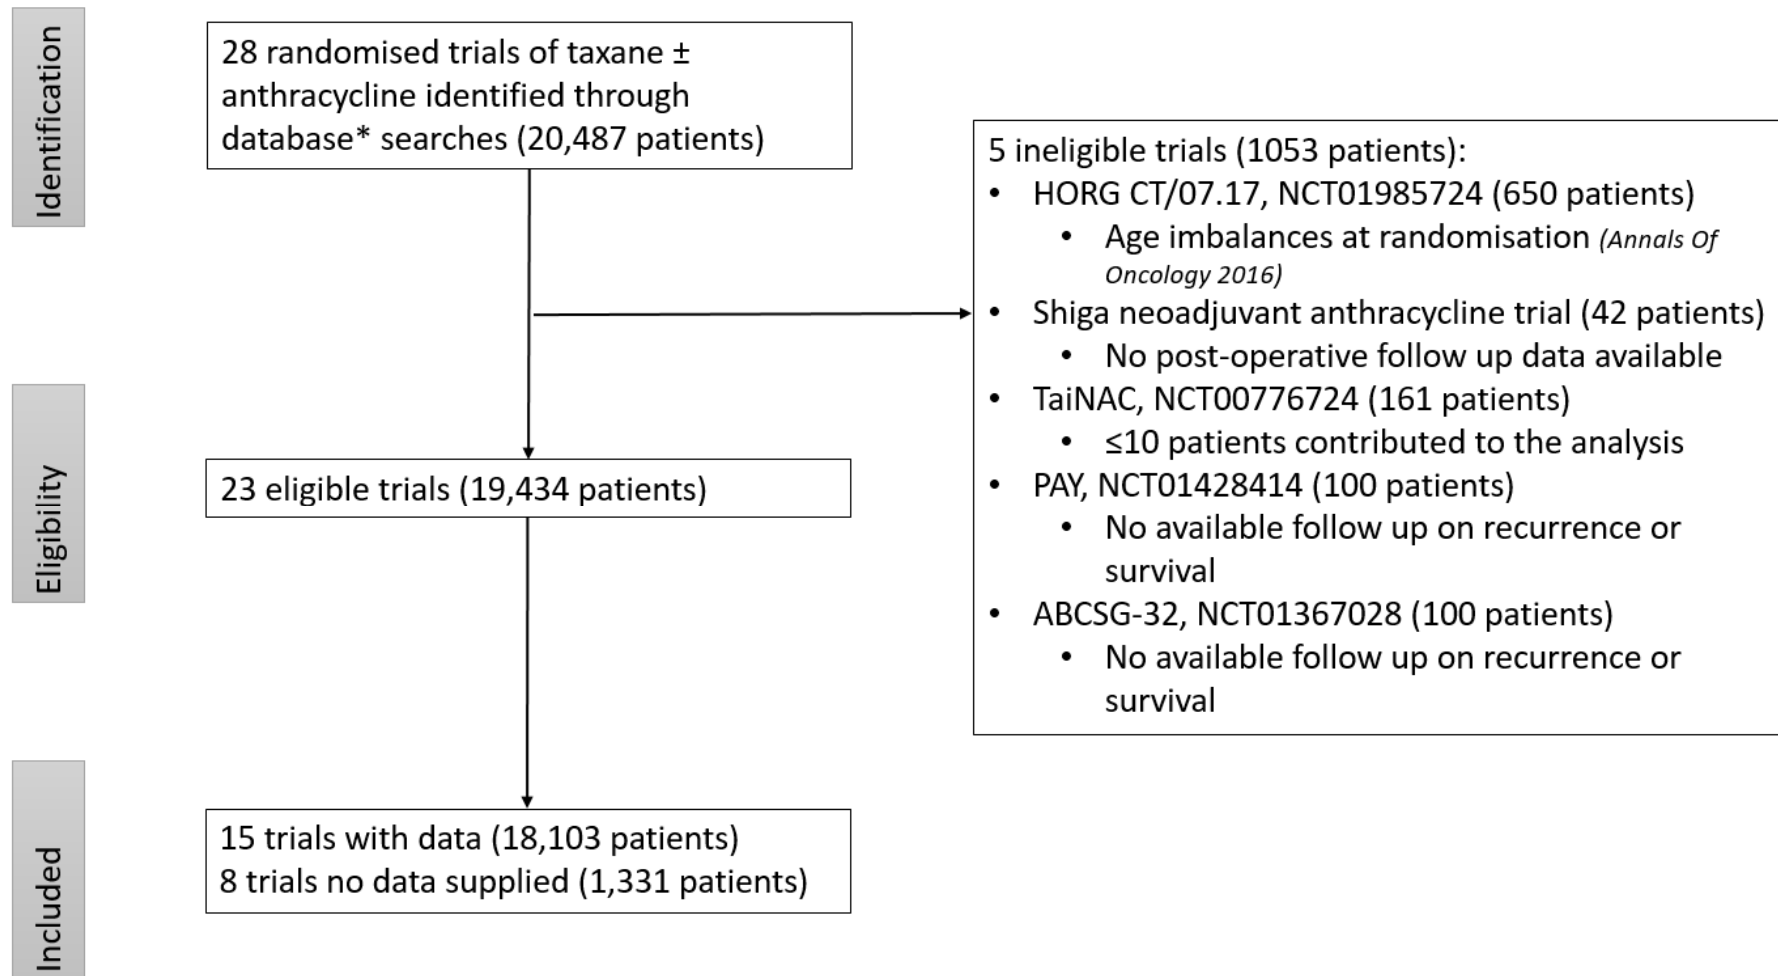 Identification
28 randomised trials of taxane ±
anthracycline identified through
database* searches (20,487 patients)
5 ineligible trials (1053 patients):
• HORG CT/07.17, NCT01985724 (650 patients)
• Age imbalances at randomisation (Annals Of
Oncology 2016)
• Shiga neoadjuvant anthracycline trial (42 patients)
• No post-operative follow up data available
• TaiNAC, NCT00776724 (161 patients)
• ≤10 patients contributed to the analysis
• PAY, NCT01428414 (100 patients)
• No available follow up on recurrence or
survival
• ABCSG-32, NCT01367028 (100 patients)
• No available follow up on recurrence or
survival
Eligibility
23 eligible trials (19,434 patients)
Included
15 trials with data (18,103 patients)
8 trials no data supplied (1,331 patients)